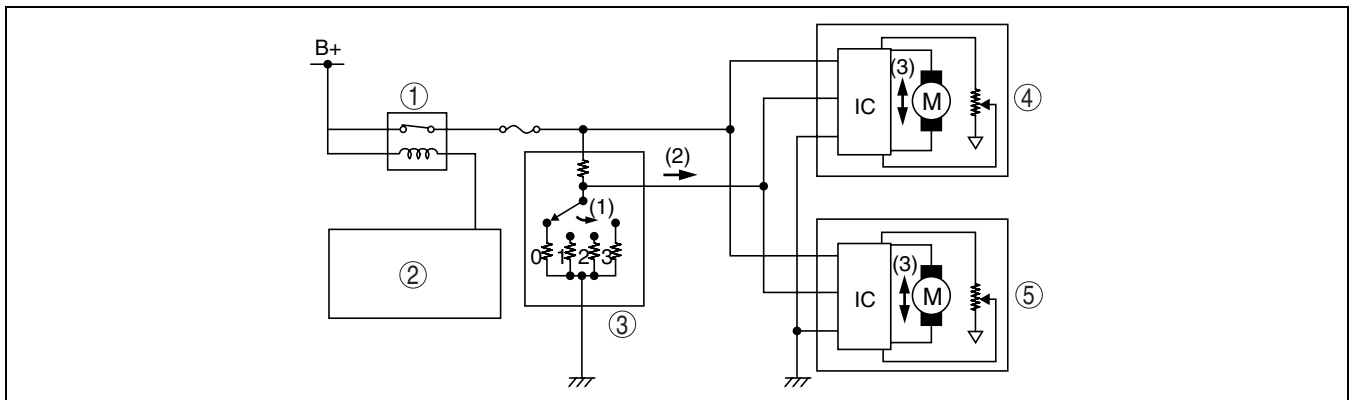 B+
①
(3)
IC
M
④
(2)
(1)
0 1 2 3
②
③
(3)
IC
M
⑤